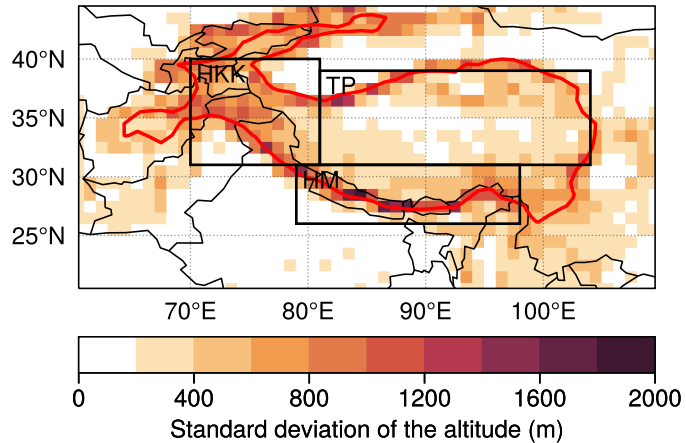 40°N
HKK
TP
35°N
30°N
HM
25°N
70°E 80°E 90°E 100°E
0 400 800 1200 1600 2000
Standard deviation of the altitude (m)